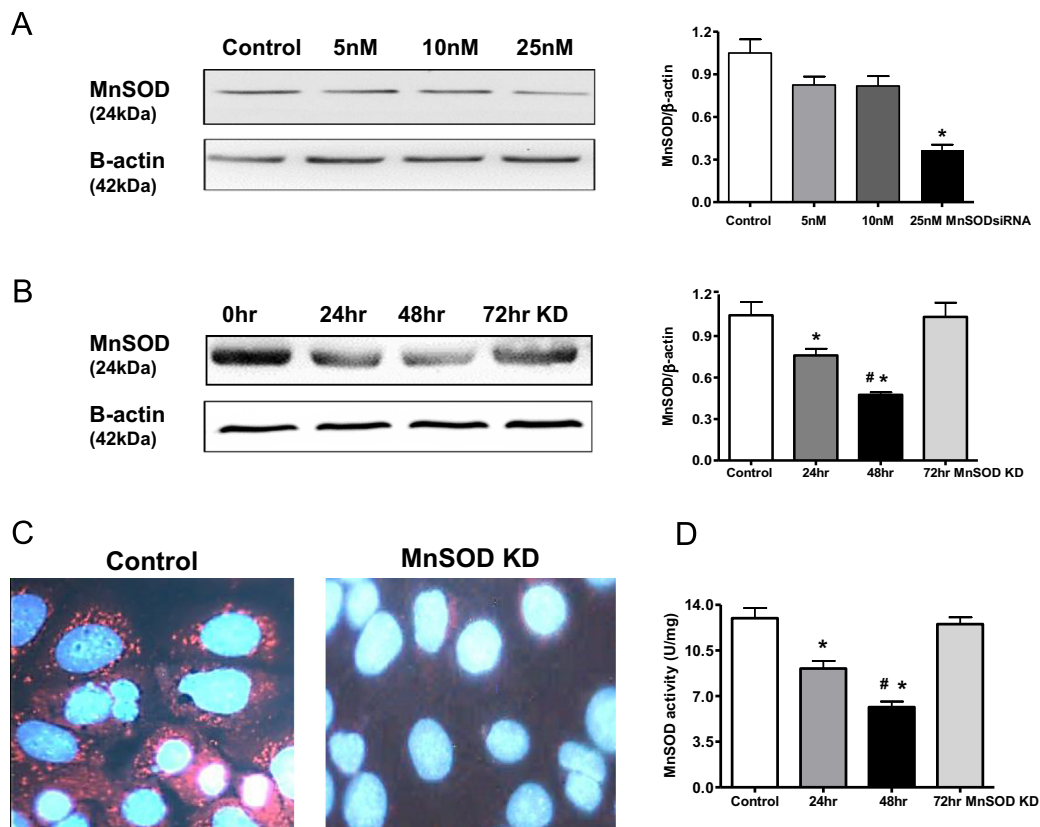 A
Control 5nM 10nM 25nM
MnSOD
(24kDa)
B-actin
(42kDa)
MnSOD/β-actin
1.2
0.9
0.6
0.3
0.0
*
Control 5nM 10nM 25nM MnSODsiRNA
B
0hr 24hr 48hr 72hr KD
MnSOD
(24kDa)
B-actin
(42kDa)
MnSOD/β-actin
1.2
0.9
0.6
0.3
0.0
*
# *
Control 24hr 48hr 72hr MnSOD KD
C
Control MnSOD KD
D
MnSOD activity (U/mg)
14.0
10.5
7.0
3.5
0.0
*
# *
Control 24hr 48hr 72hr MnSOD KD